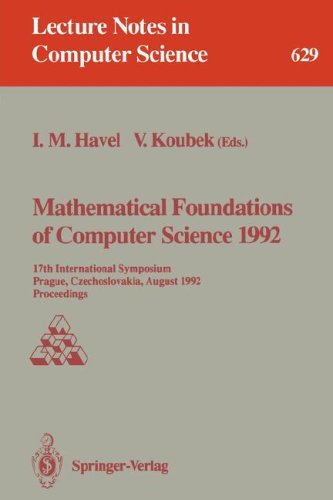 Lecture Notes in
Computer Science
629
I. M. Havel V. Koubek (Eds.)
Mathematical Foundations
of Computer Science 1992
17th International Symposium
Prague, Czechoslovakia, August 1992
Proceedings
Springer-Verlag